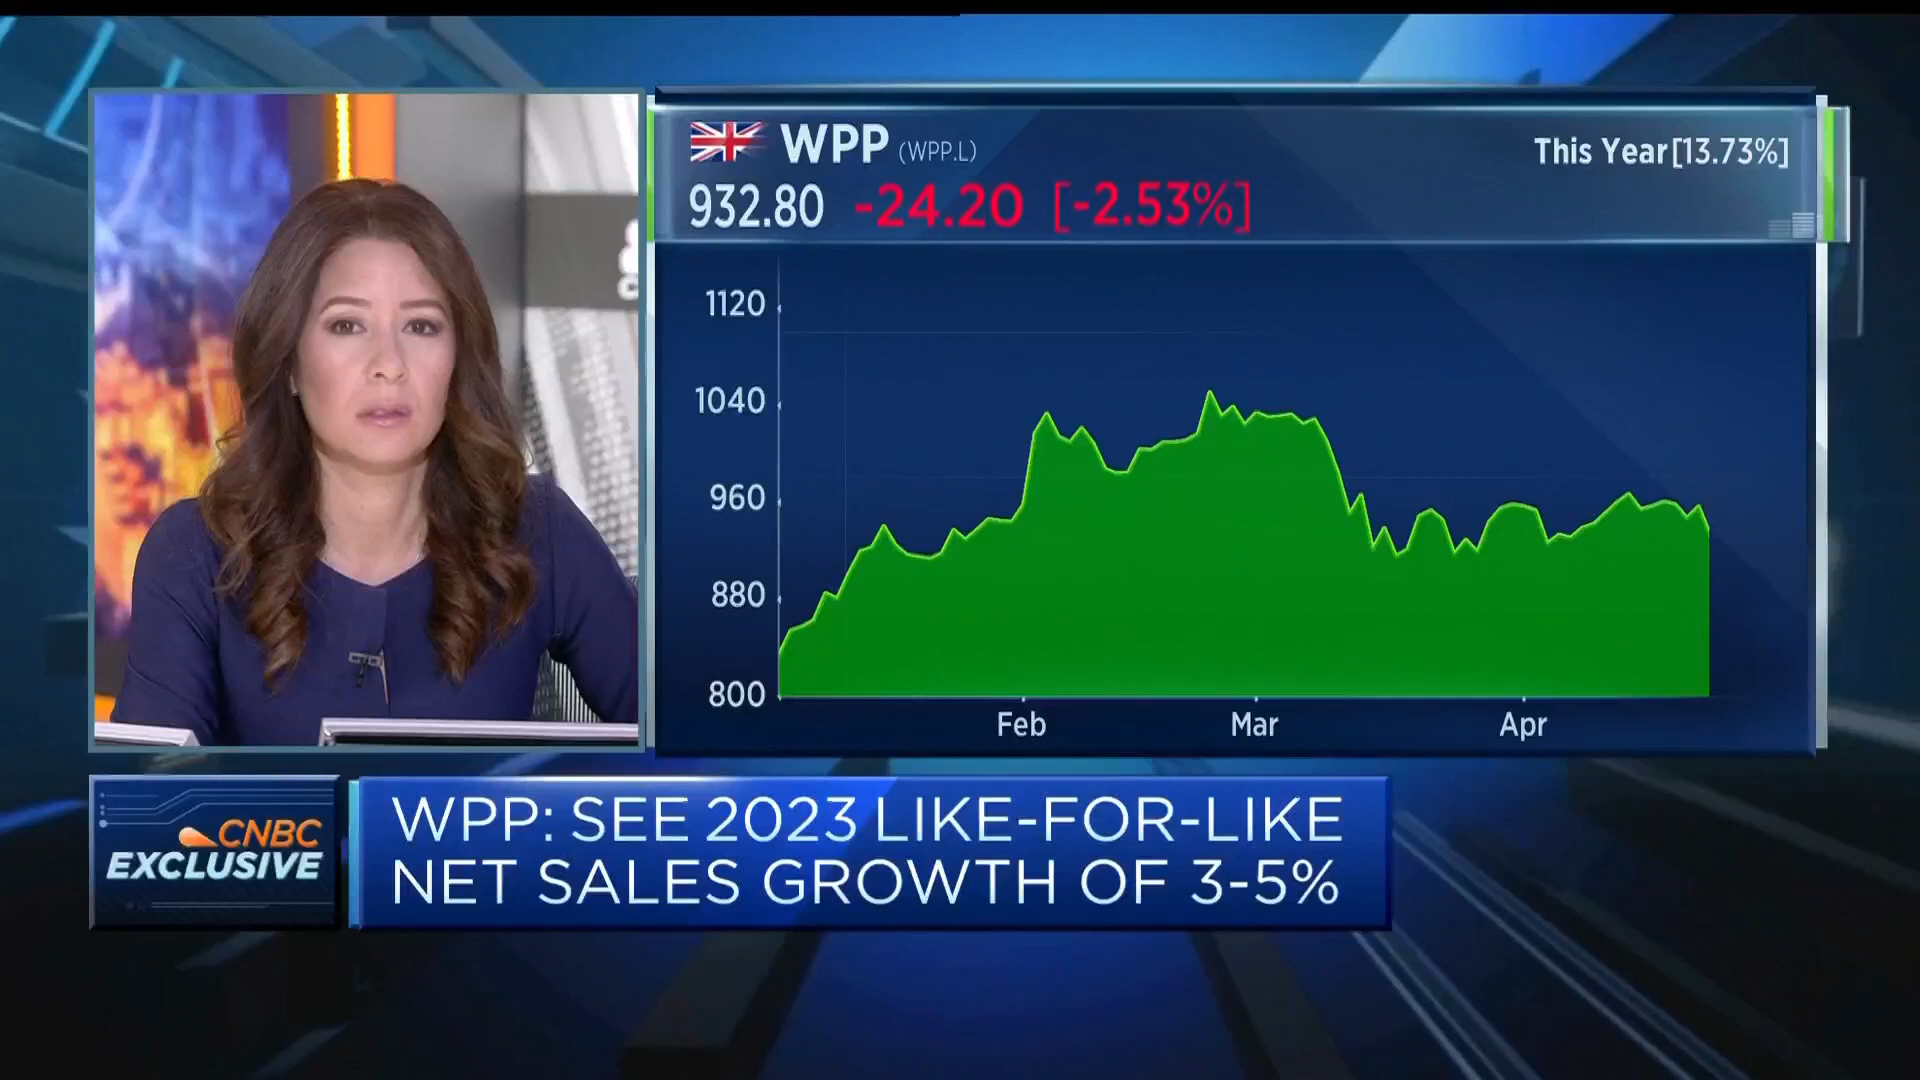 WPP (WPP.L)
This Year [13.73%]
932.80 -24.20 [-2.53%]
1120
1040
960
880
800
Feb Mar Apr
CNBC
EXCLUSIVE
WPP: SEE 2023 LIKE-FOR-LIKE
NET SALES GROWTH OF 3-5%